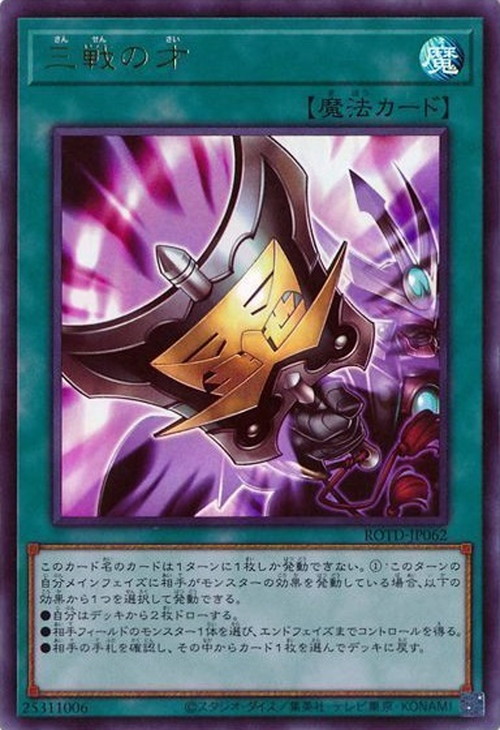 三戦の才
さん せん さい
魔
【魔法カード】
ROTD-JP062
このカード名のカードは1ターンに1枚しか発動できない。①:このターンの
自分メインフェイズに相手がモンスターの効果を発動している場合、以下の
効果から1つを選択して発動できる。
●自分はデッキから2枚ドローする。
●相手フィールドのモンスター1体を選び、エンドフェイズまでコントロールを得る。
●相手の手札を確認し、その中からカード1枚を選んでデッキに戻す。
25311006
©スタジオ・ダイス/集英社・テレビ東京・KONAMI